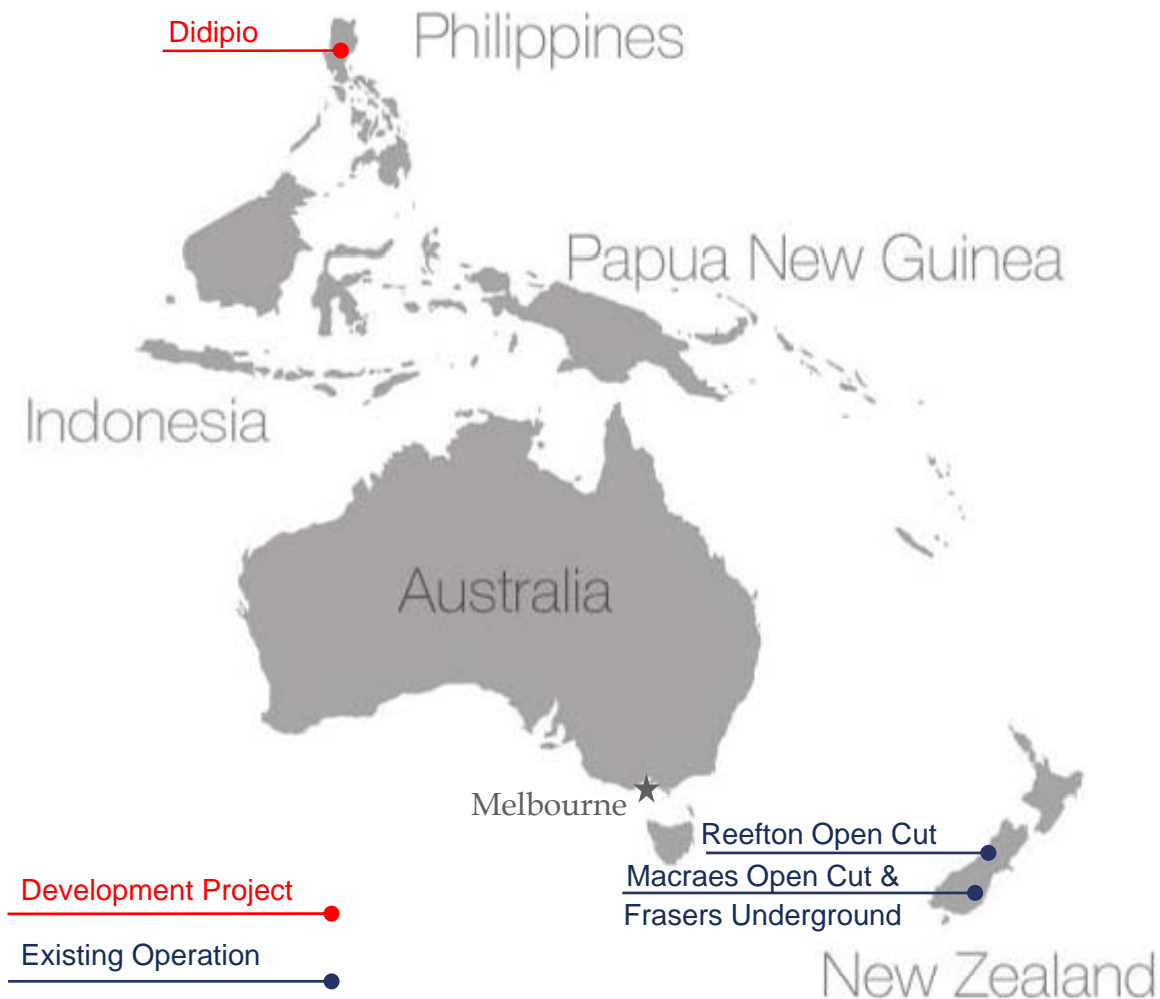 Didipio
Philippines
Papua New Guinea
Indonesia
Australia
Melbourne
Reefton Open Cut
Macraes Open Cut &
Frasers Underground
Development Project
Existing Operation
New Zealand